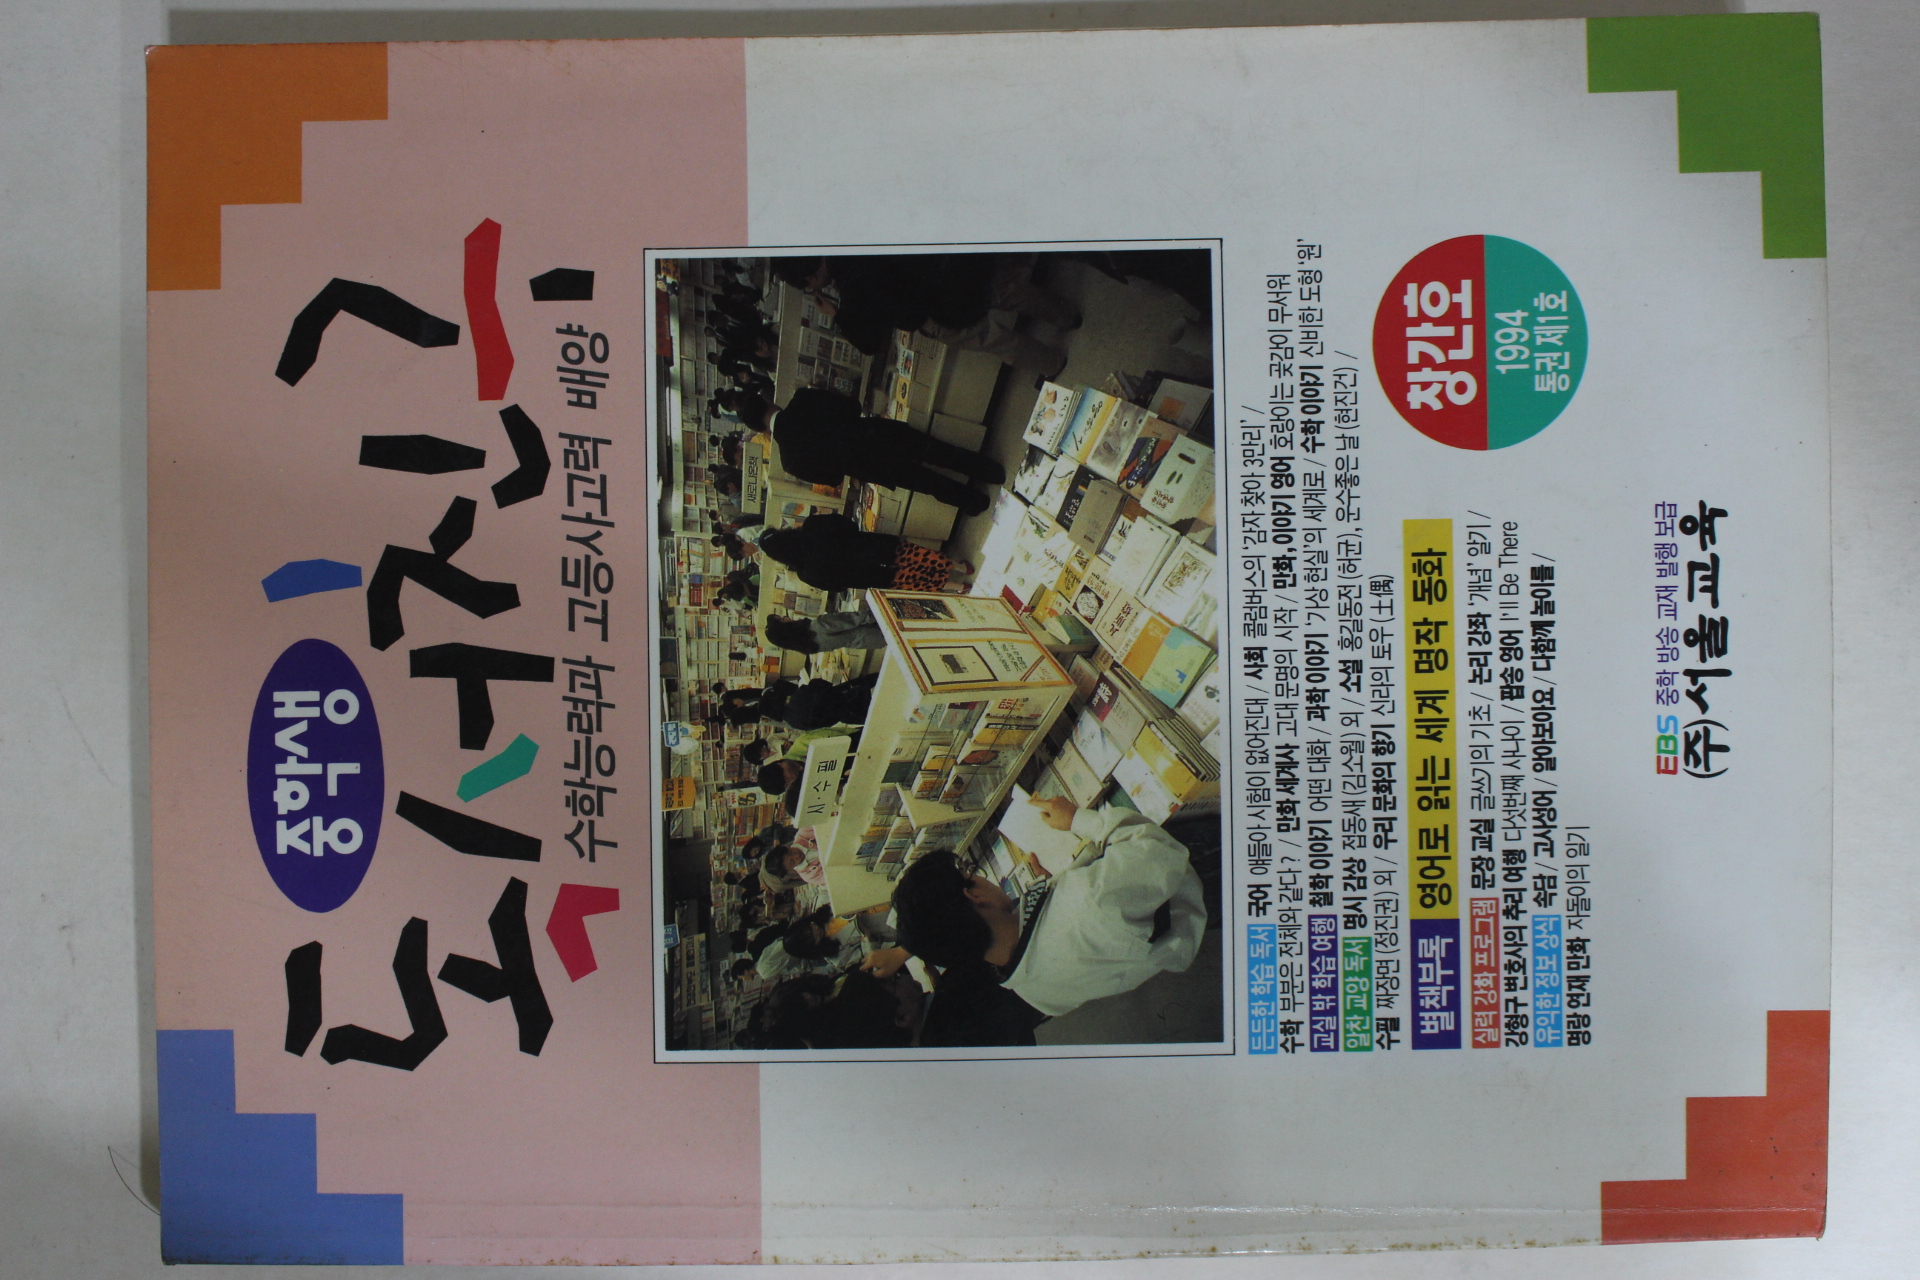 중학생
독서천국
수학능력과 고등사고력 배양
새로나온책
시·수필
든든한 학습 독서 국어 얘들아 시험이 없어진대 / 사회 콜럼버스의 '감자 찾아 3만리' /
수학 부분은 전체와 같다? / 만화 세계사 고대 문명의 시작 / 만화, 이야기 영어 호랑이는 곶감이 무서워
교실 밖 학습 여행 철학 이야기 어떤 대화 / 과학 이야기 '가상 현실'의 세계로 / 수학 이야기 신비한 도형 '원'
알찬 교양 독서 명시 감상 접동새 (김소월) 외 / 소설 홍길동전 (허균), 운수좋은 날 (현진건) /
수필 짜장면 (정진권) 외 / 우리 문화의 향기 신라의 토우 (土偶)
별책부록 영어로 읽는 세계 명작 동화
실력 강화 프로그램 문장 교실 글쓰기의 기초 / 논리 강좌 '개념' 알기 /
강형구 변호사의 추리 여행 다섯번째 사나이 / 팝송 영어 I'll Be There
유익한 정보 상식 속담 / 고사성어 / 알아보아요 / 다함께 놀이를 /
명랑 연재 만화 자돌이의 일기
창간호
1994
통권 제1호
EBS 중학 방송 교재 발행 보급
(주)서울교육